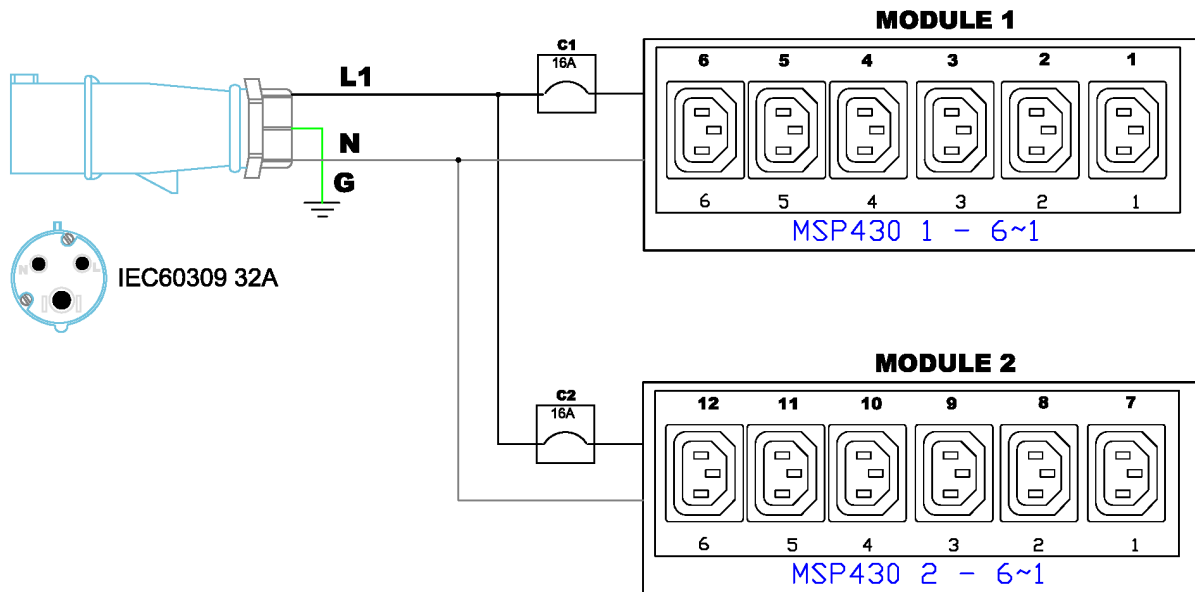 MODULE 1
C1
16A
L1
N
G
6 5 4 3 2 1
6 5 4 3 2 1
MSP430 1 - 6~1
N L
IEC60309 32A
MODULE 2
C2
16A
12 11 10 9 8 7
6 5 4 3 2 1
MSP430 2 - 6~1